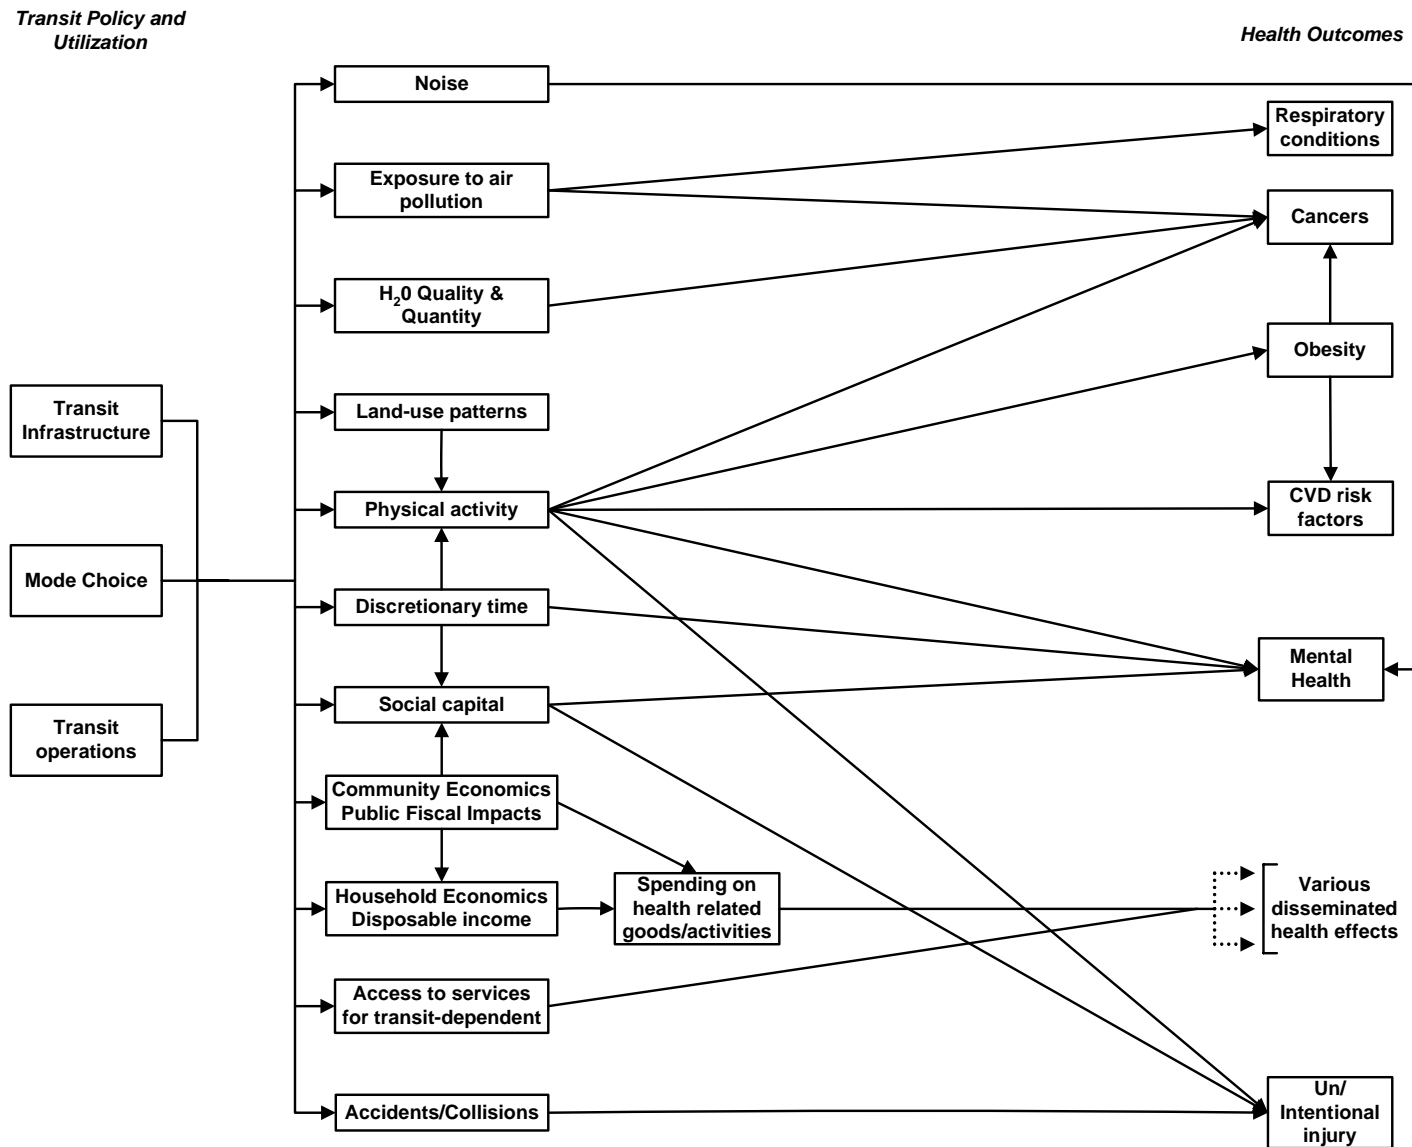 Transit Policy and
Utilization
Health Outcomes
Noise
Respiratory
conditions
Exposure to air
pollution
Cancers
H₂0 Quality &
Quantity
Obesity
Transit
Infrastructure
Land-use patterns
Physical activity
CVD risk
factors
Mode Choice
Discretionary time
Mental
Health
Social capital
Transit
operations
Community Economics
Public Fiscal Impacts
Household Economics
Disposable income
Spending on
health related
goods/activities
Various
disseminated
health effects
Access to services
for transit-dependent
Accidents/Collisions
Un/
Intentional
injury